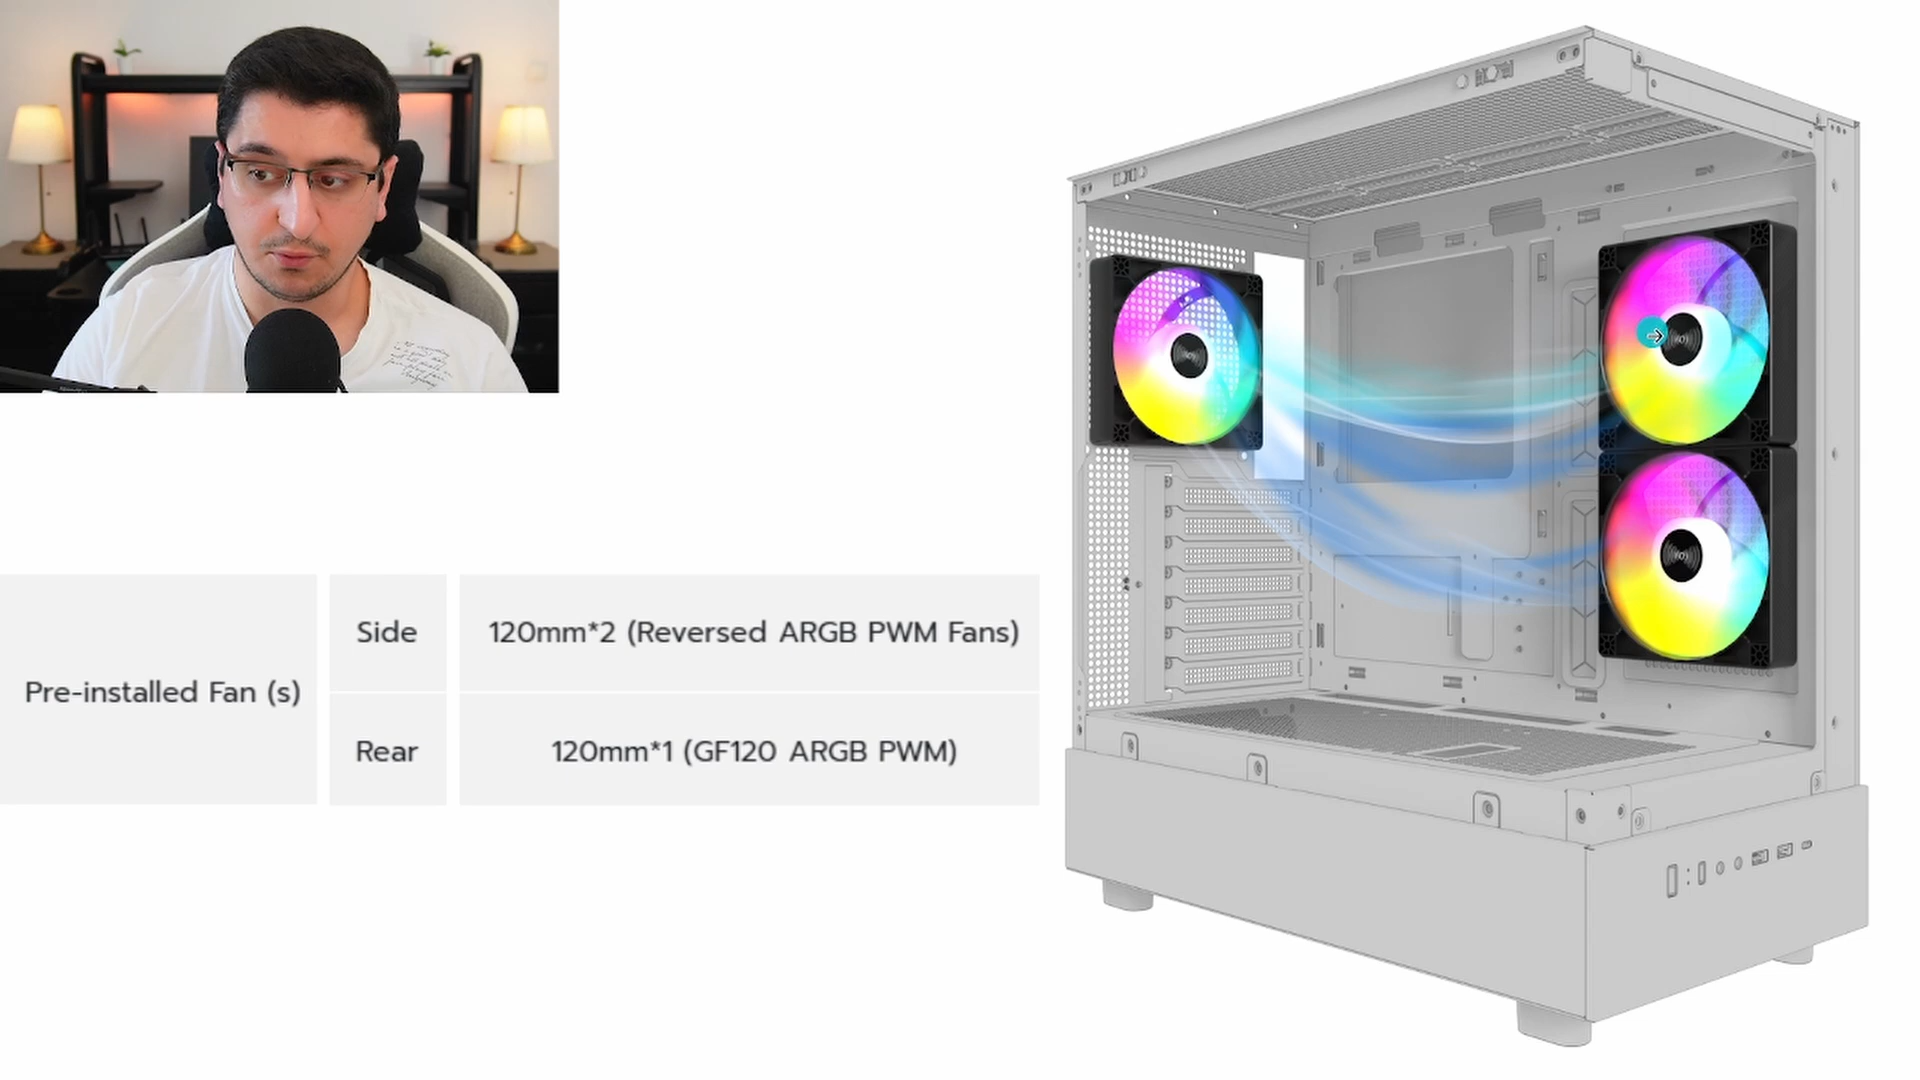 Pre-installed Fan (s)
Side
120mm*2 (Reversed ARGB PWM Fans)
Rear
120mm*1 (GF120 ARGB PWM)